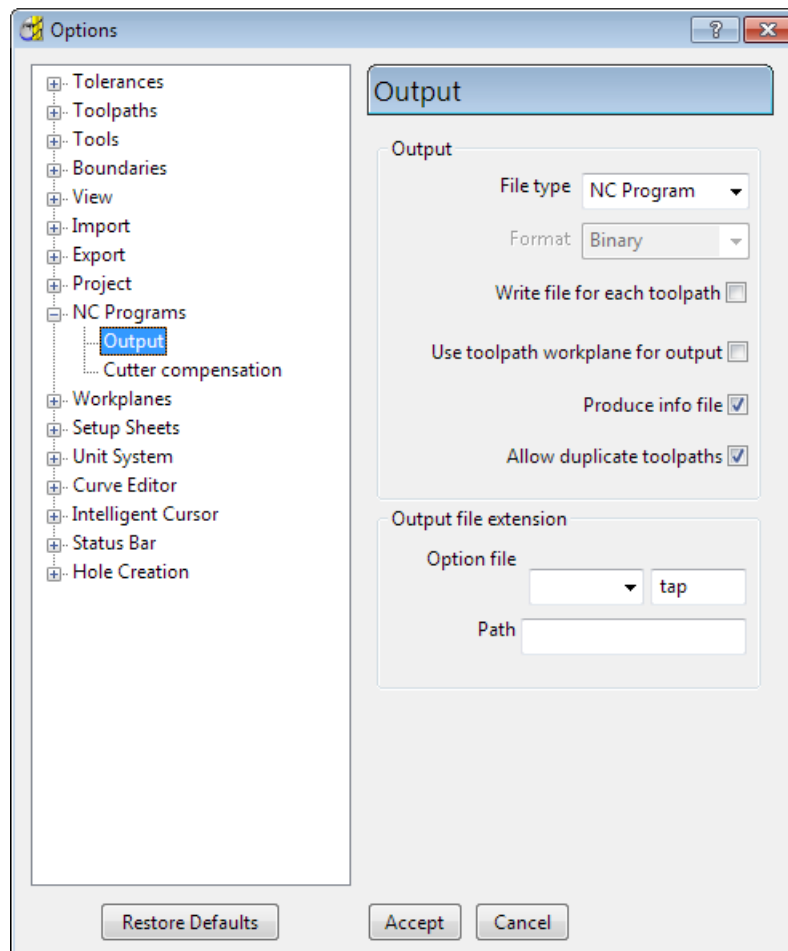 Options
Tolerances
Toolpaths
Tools
Boundaries
View
Import
Export
Project
NC Programs
Output
Cutter compensation
Workplanes
Setup Sheets
Unit System
Curve Editor
Intelligent Cursor
Status Bar
Hole Creation
Output
Output
File type NC Program
Format Binary
Write file for each toolpath
Use toolpath workplane for output
Produce info file
Allow duplicate toolpaths
Output file extension
Option file
tap
Path
Restore Defaults Accept Cancel